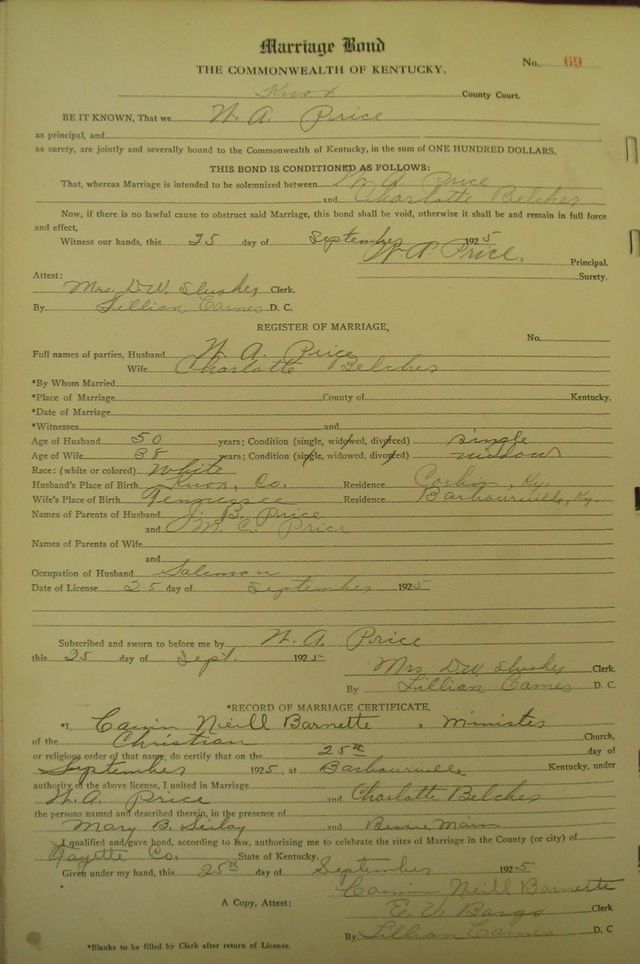 Marriage Bond
No. 69
THE COMMONWEALTH OF KENTUCKY.
Knox County Court.
BE IT KNOWN, That we W. A. Price
as principal, and
as surety, are jointly and severally bound to the Commonwealth of Kentucky, in the sum of ONE HUNDRED DOLLARS.
THIS BOND IS CONDITIONED AS FOLLOWS:
That, whereas Marriage is intended to be solemnized between W. A. Price
and Charlotte Belcher
Now, if there is no lawful cause to obstruct said Marriage, this bond shall be void, otherwise it shall be and remain in full force
and effect,
Witness our hands, this 25 day of September 1925
W. A. Price. Principal.
Surety.
Attest:
Mrs. D.W. Slusher Clerk.
By Lillian Carnes D. C.
REGISTER OF MARRIAGE,
No.
Full names of parties, Husband W. A. Price
Wife Charlotte Belcher
*By Whom Married
*Place of Marriage County of Kentucky.
*Date of Marriage
*Witnesses and
Age of Husband 50 years; Condition (single, widowed, divorced) single
Age of Wife 38 years; Condition (single, widowed, divorced) widow
Race: (white or colored) White
Husband's Place of Birth Knox, Co. Residence Corbin, Ky.
Wife's Place of Birth Tennessee Residence Barbourville, Ky.
Names of Parents of Husband J. B. Price
and M. C. Price
Names of Parents of Wife
and
Occupation of Husband Salesman
Date of License 25 day of September 1925
Subscribed and sworn to before me by W. A. Price
this 25 day of Sept. 1925
Mrs D.W. Slusher Clerk.
By Lillian Carnes D. C.
*RECORD OF MARRIAGE CERTIFICATE,
*I, Neill Barnette, Minister
of the Christian Church,
or religious order of that name, do certify that on the 25th day of
September 1925, at Barbourville Kentucky, under
authority of the above license, I united in Marriage
W. A. Price and Charlotte Belcher
the persons named and described therein, in the presence of
Mary B. and Bessie Main
I qualified and gave bond, according to law, authorizing me to celebrate the rites of Marriage in the County (or city) of
Fayette Co. State of Kentucky.
Given under my hand, this 25th day of September 1925
Neill Barnette
A Copy, Attest: E. V. Bargo Clerk
By Lillian Carnes D. C
*Blanks to be filled by Clerk after return of License.